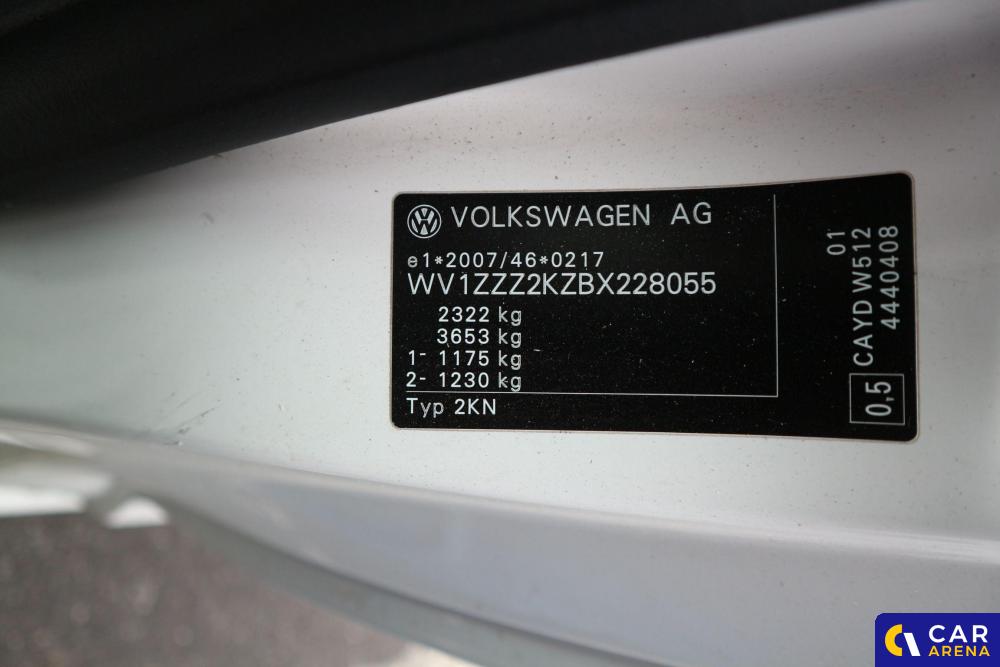 VOLKSWAGEN AG
e1*2007/46*0217
WV1ZZZ2KZBX228055
2322 kg
3653 kg
1- 1175 kg
2- 1230 kg
Typ 2KN
01
0,5 CAYD W512
4440408
CAR
ARENA